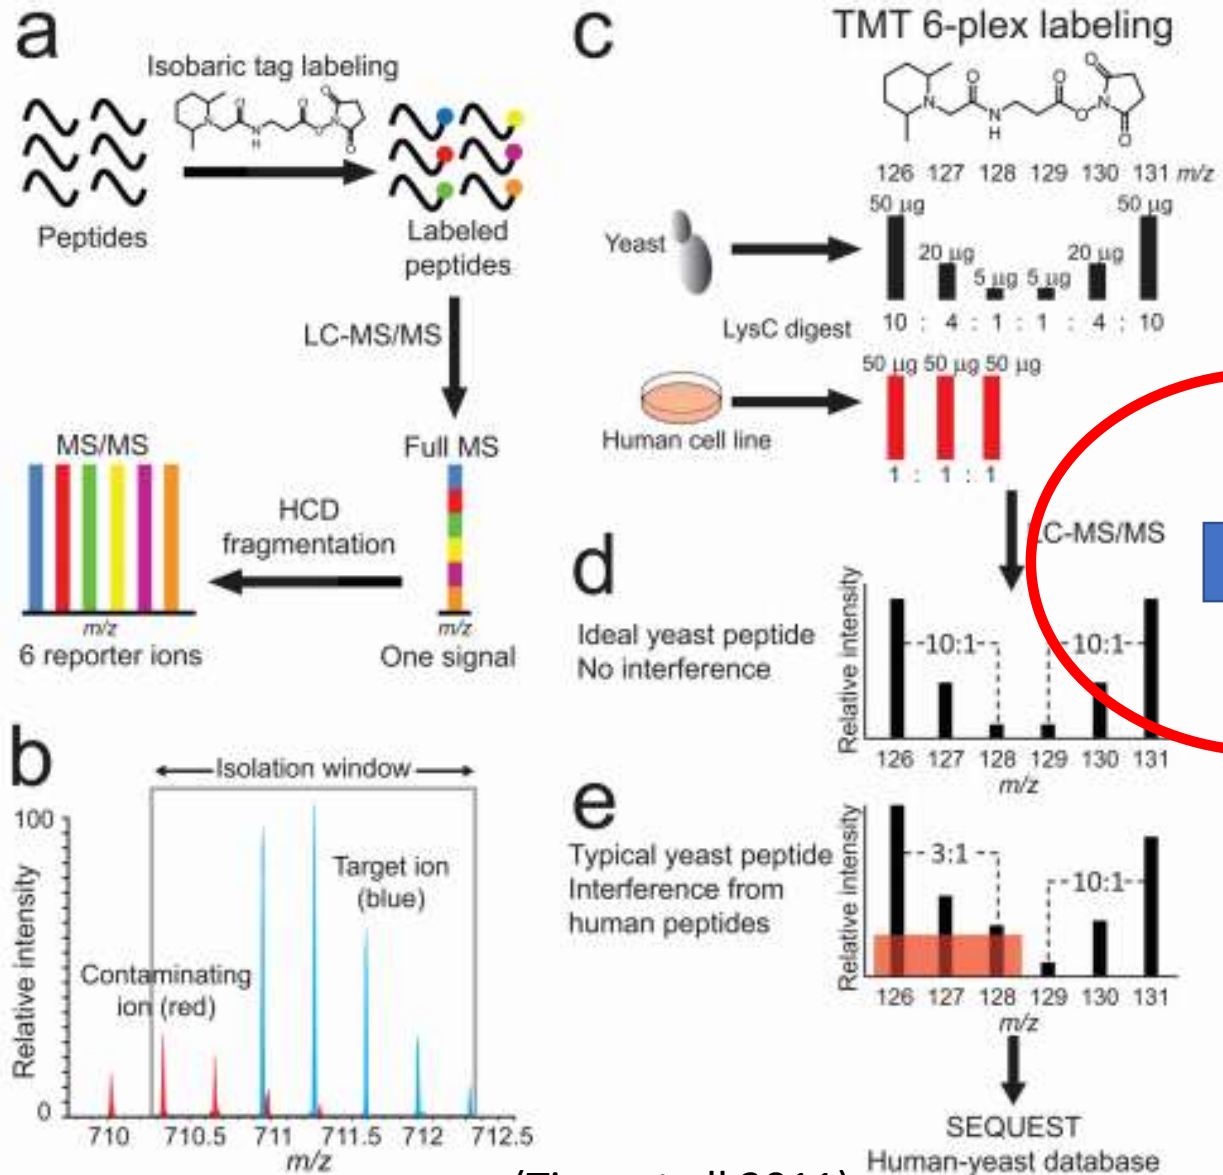 a
Isobaric tag labeling
N
O
N
H
O
O
N
O
O
Peptides
Labeled
peptides
LC-MS/MS
MS/MS
Full MS
HCD
fragmentation
m/z
6 reporter ions
m/z
One signal
b
Isolation window
100
Target ion
(blue)
Contaminating
ion (red)
Relative intensity
0
710 710.5 711 711.5 712 712.5
m/z
c
TMT 6-plex labeling
N
O
N
H
O
O
N
O
O
126 127 128 129 130 131 m/z
50 µg 50 µg
20 µg 20 µg
5 µg 5 µg
Yeast
10 : 4 : 1 : 1 : 4 : 10
LysC digest
50 µg 50 µg 50 µg
Human cell line
1 : 1 : 1
LC-MS/MS
d
Ideal yeast peptide
No interference
Relative intensity
10:1 10:1
126 127 128 129 130 131
m/z
e
Typical yeast peptide
Interference from
human peptides
Relative intensity
3:1
10:1
126 127 128 129 130 131
m/z
SEQUEST
Human-yeast database